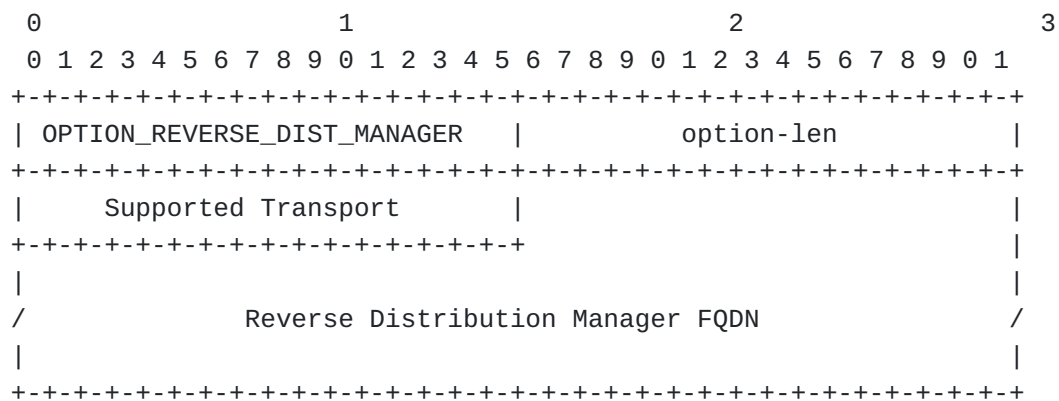 0                   1                   2                   3
 0 1 2 3 4 5 6 7 8 9 0 1 2 3 4 5 6 7 8 9 0 1 2 3 4 5 6 7 8 9 0 1
+-+-+-+-+-+-+-+-+-+-+-+-+-+-+-+-+-+-+-+-+-+-+-+-+-+-+-+-+-+-+-+-+
| OPTION_REVERSE_DIST_MANAGER   |          option-len           |
+-+-+-+-+-+-+-+-+-+-+-+-+-+-+-+-+-+-+-+-+-+-+-+-+-+-+-+-+-+-+-+-+
|     Supported Transport       |                               |
+-+-+-+-+-+-+-+-+-+-+-+-+-+-+-+-+                               |
|                                                               |
/              Reverse Distribution Manager FQDN                /
|                                                               |
+-+-+-+-+-+-+-+-+-+-+-+-+-+-+-+-+-+-+-+-+-+-+-+-+-+-+-+-+-+-+-+-+